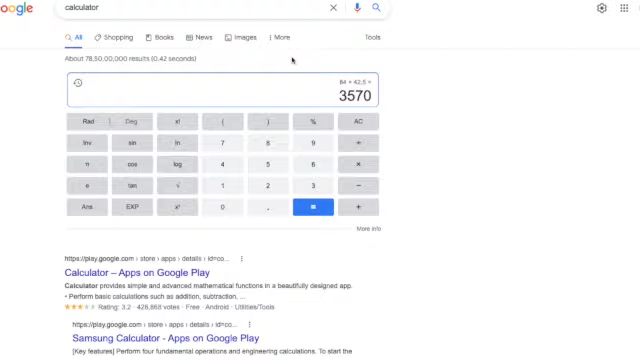 oogle
calculator
All Shopping Books News Images More Tools
About 78,50,00,000 results (0.42 seconds)
84 × 42.5 =
3570
Rad Deg x! ( ) % AC
Inv sin ln 7 8 9 ÷
π cos log 4 5 6 ×
e tan √ 1 2 3 −
Ans EXP 0 . = +
More info
https://play.google.com › store › apps › details › id=co...
Calculator – Apps on Google Play
Calculator provides simple and advanced mathematical functions in a beautifully designed app.
• Perform basic calculations such as addition, subtraction, ...
Rating: 3.2 · 428,868 votes · Free · Android · Utilities/Tools
https://play.google.com › store › apps › details › id=co...
Samsung Calculator - Apps on Google Play
[Key features] Perform four fundamental operations and engineering calculations. To start the